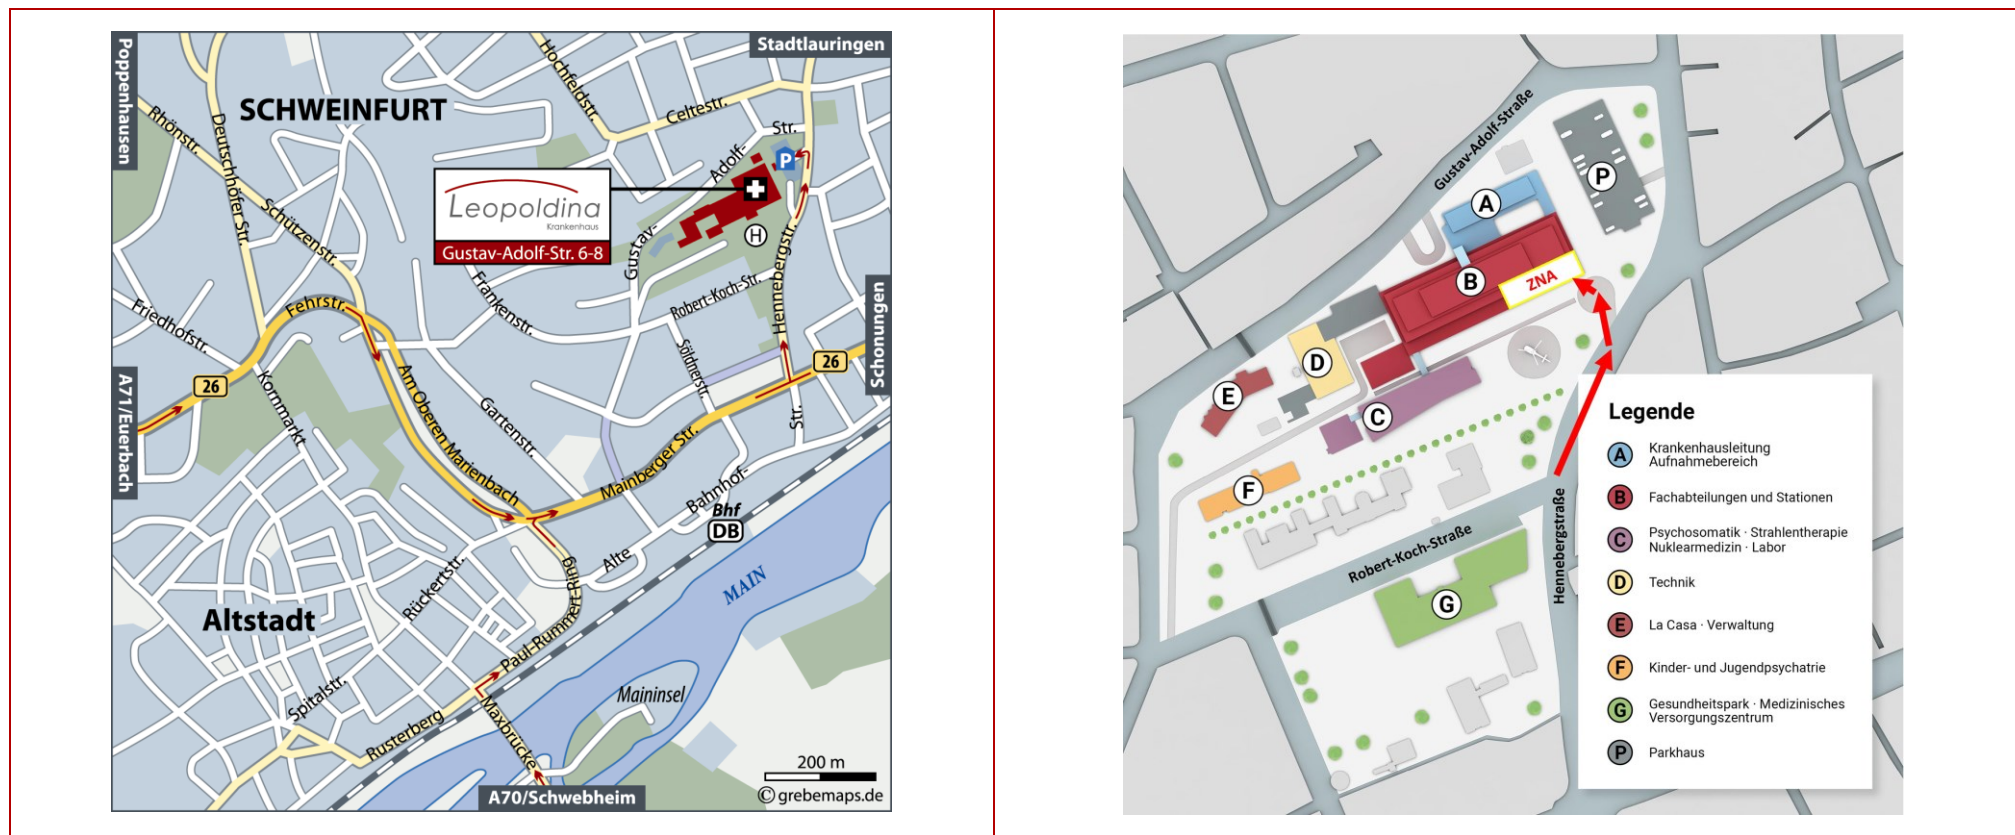 Poppenhausen
Stadtlauringen
SCHWEINFURT
Hochfeldstr.
Celtestr.
Rhönstr.
Deutschhöfer Str.
Gustav-
Adolf-
Str.
P
Leopoldina
Krankenhaus
Gustav-Adolf-Str. 6-8
H
Schützenstr.
Frankenstr.
Robert-Koch-Str.
Hennebergstr.
Schonungen
Friedhofstr.
Fehrstr.
26
26
Söldnerstr.
A71/Euerbach
Kornmarkt
Am Oberen Marienbach
Gartenstr.
Mainberger Str.
Str.
Bahnhof-
Bhf
DB
Alte
Rückertstr.
Paul-Rummert-Ring
MAIN
Altstadt
Spitalstr.
Rusterberg
Maxbrücke
Maininsel
200 m
© grebemaps.de
A70/Schwebheim
Gustav-Adolf-Straße
P
A
B
ZNA
D
E
C
F
G
Robert-Koch-Straße
Hennebergstraße
Legende
A Krankenhausleitung
Aufnahmebereich
B Fachabteilungen und Stationen
C Psychosomatik · Strahlentherapie
Nuklearmedizin · Labor
D Technik
E La Casa · Verwaltung
F Kinder- und Jugendpsychatrie
G Gesundheitspark · Medizinisches
Versorgungszentrum
P Parkhaus